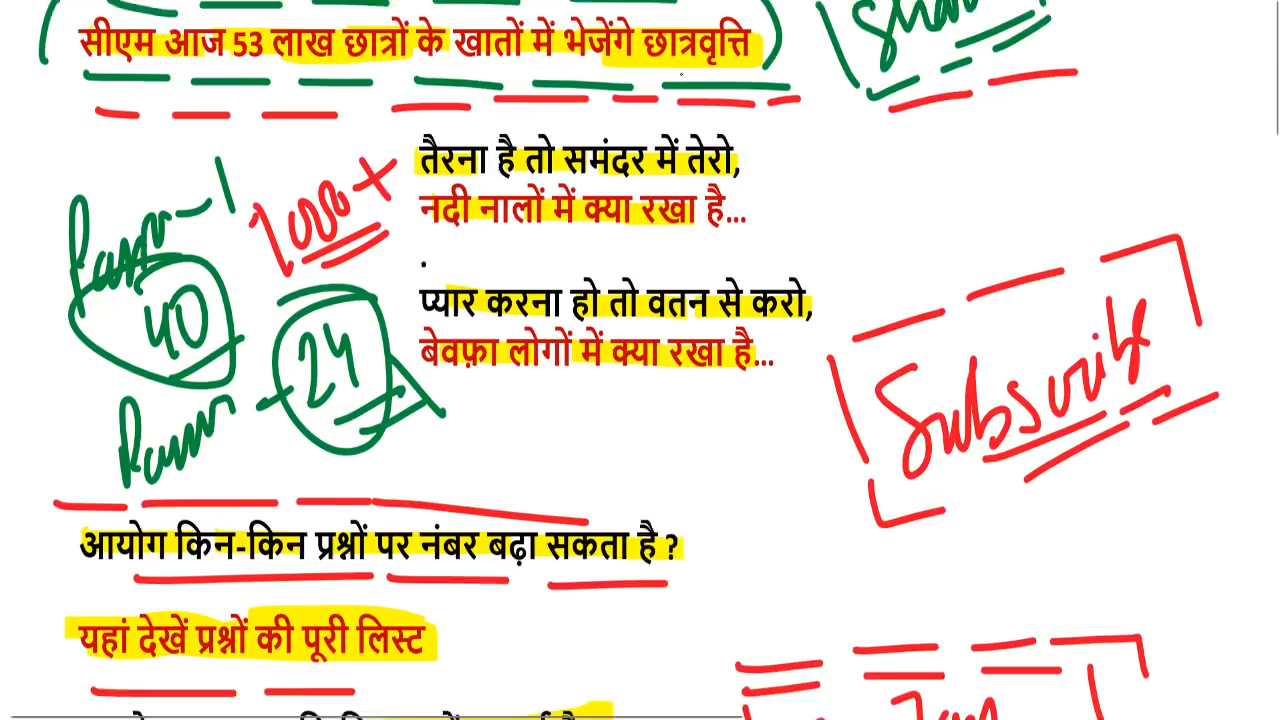 सीएम आज 53 लाख छात्रों के खातों में भेजेंगे छात्रवृत्ति
तैरना है तो समंदर में तेरो,
नदी नालों में क्या रखा है...
.
प्यार करना हो तो वतन से करो,
बेवफ़ा लोगों में क्या रखा है...
1000+
40
24
Subscribe
आयोग किन-किन प्रश्नों पर नंबर बढ़ा सकता है ?
यहां देखें प्रश्नों की पूरी लिस्ट